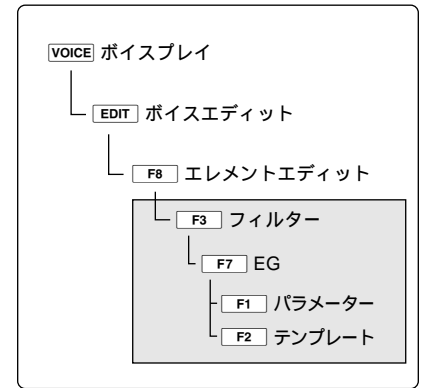 VOICE ボイスプレイ
EDIT ボイスエディット
F8 エレメントエディット
F3 フィルター
F7 EG
F1 パラメーター
F2 テンプレート